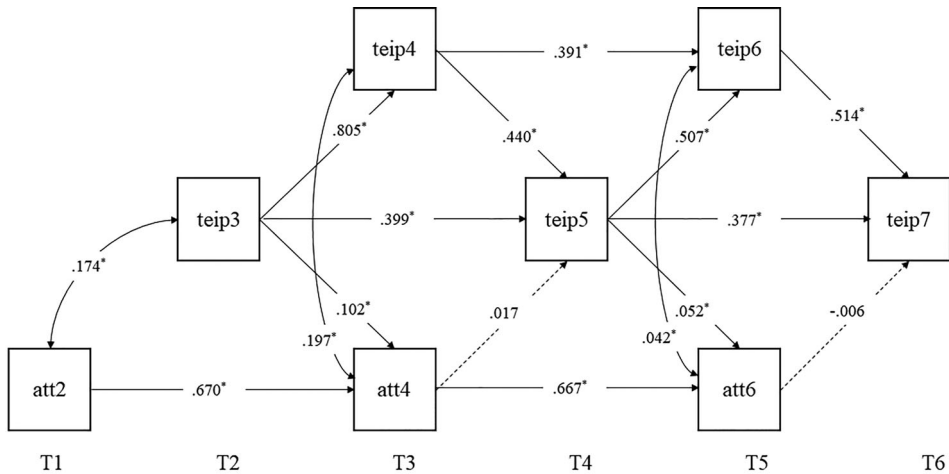 teip4
.391*
teip6
.805*
.440*
.507*
.514*
teip3
.399*
teip5
.377*
teip7
.174*
.102*
.017
.052*
-.006
.197*
.042*
att2
.670*
att4
.667*
att6
T1 T2 T3 T4 T5 T6